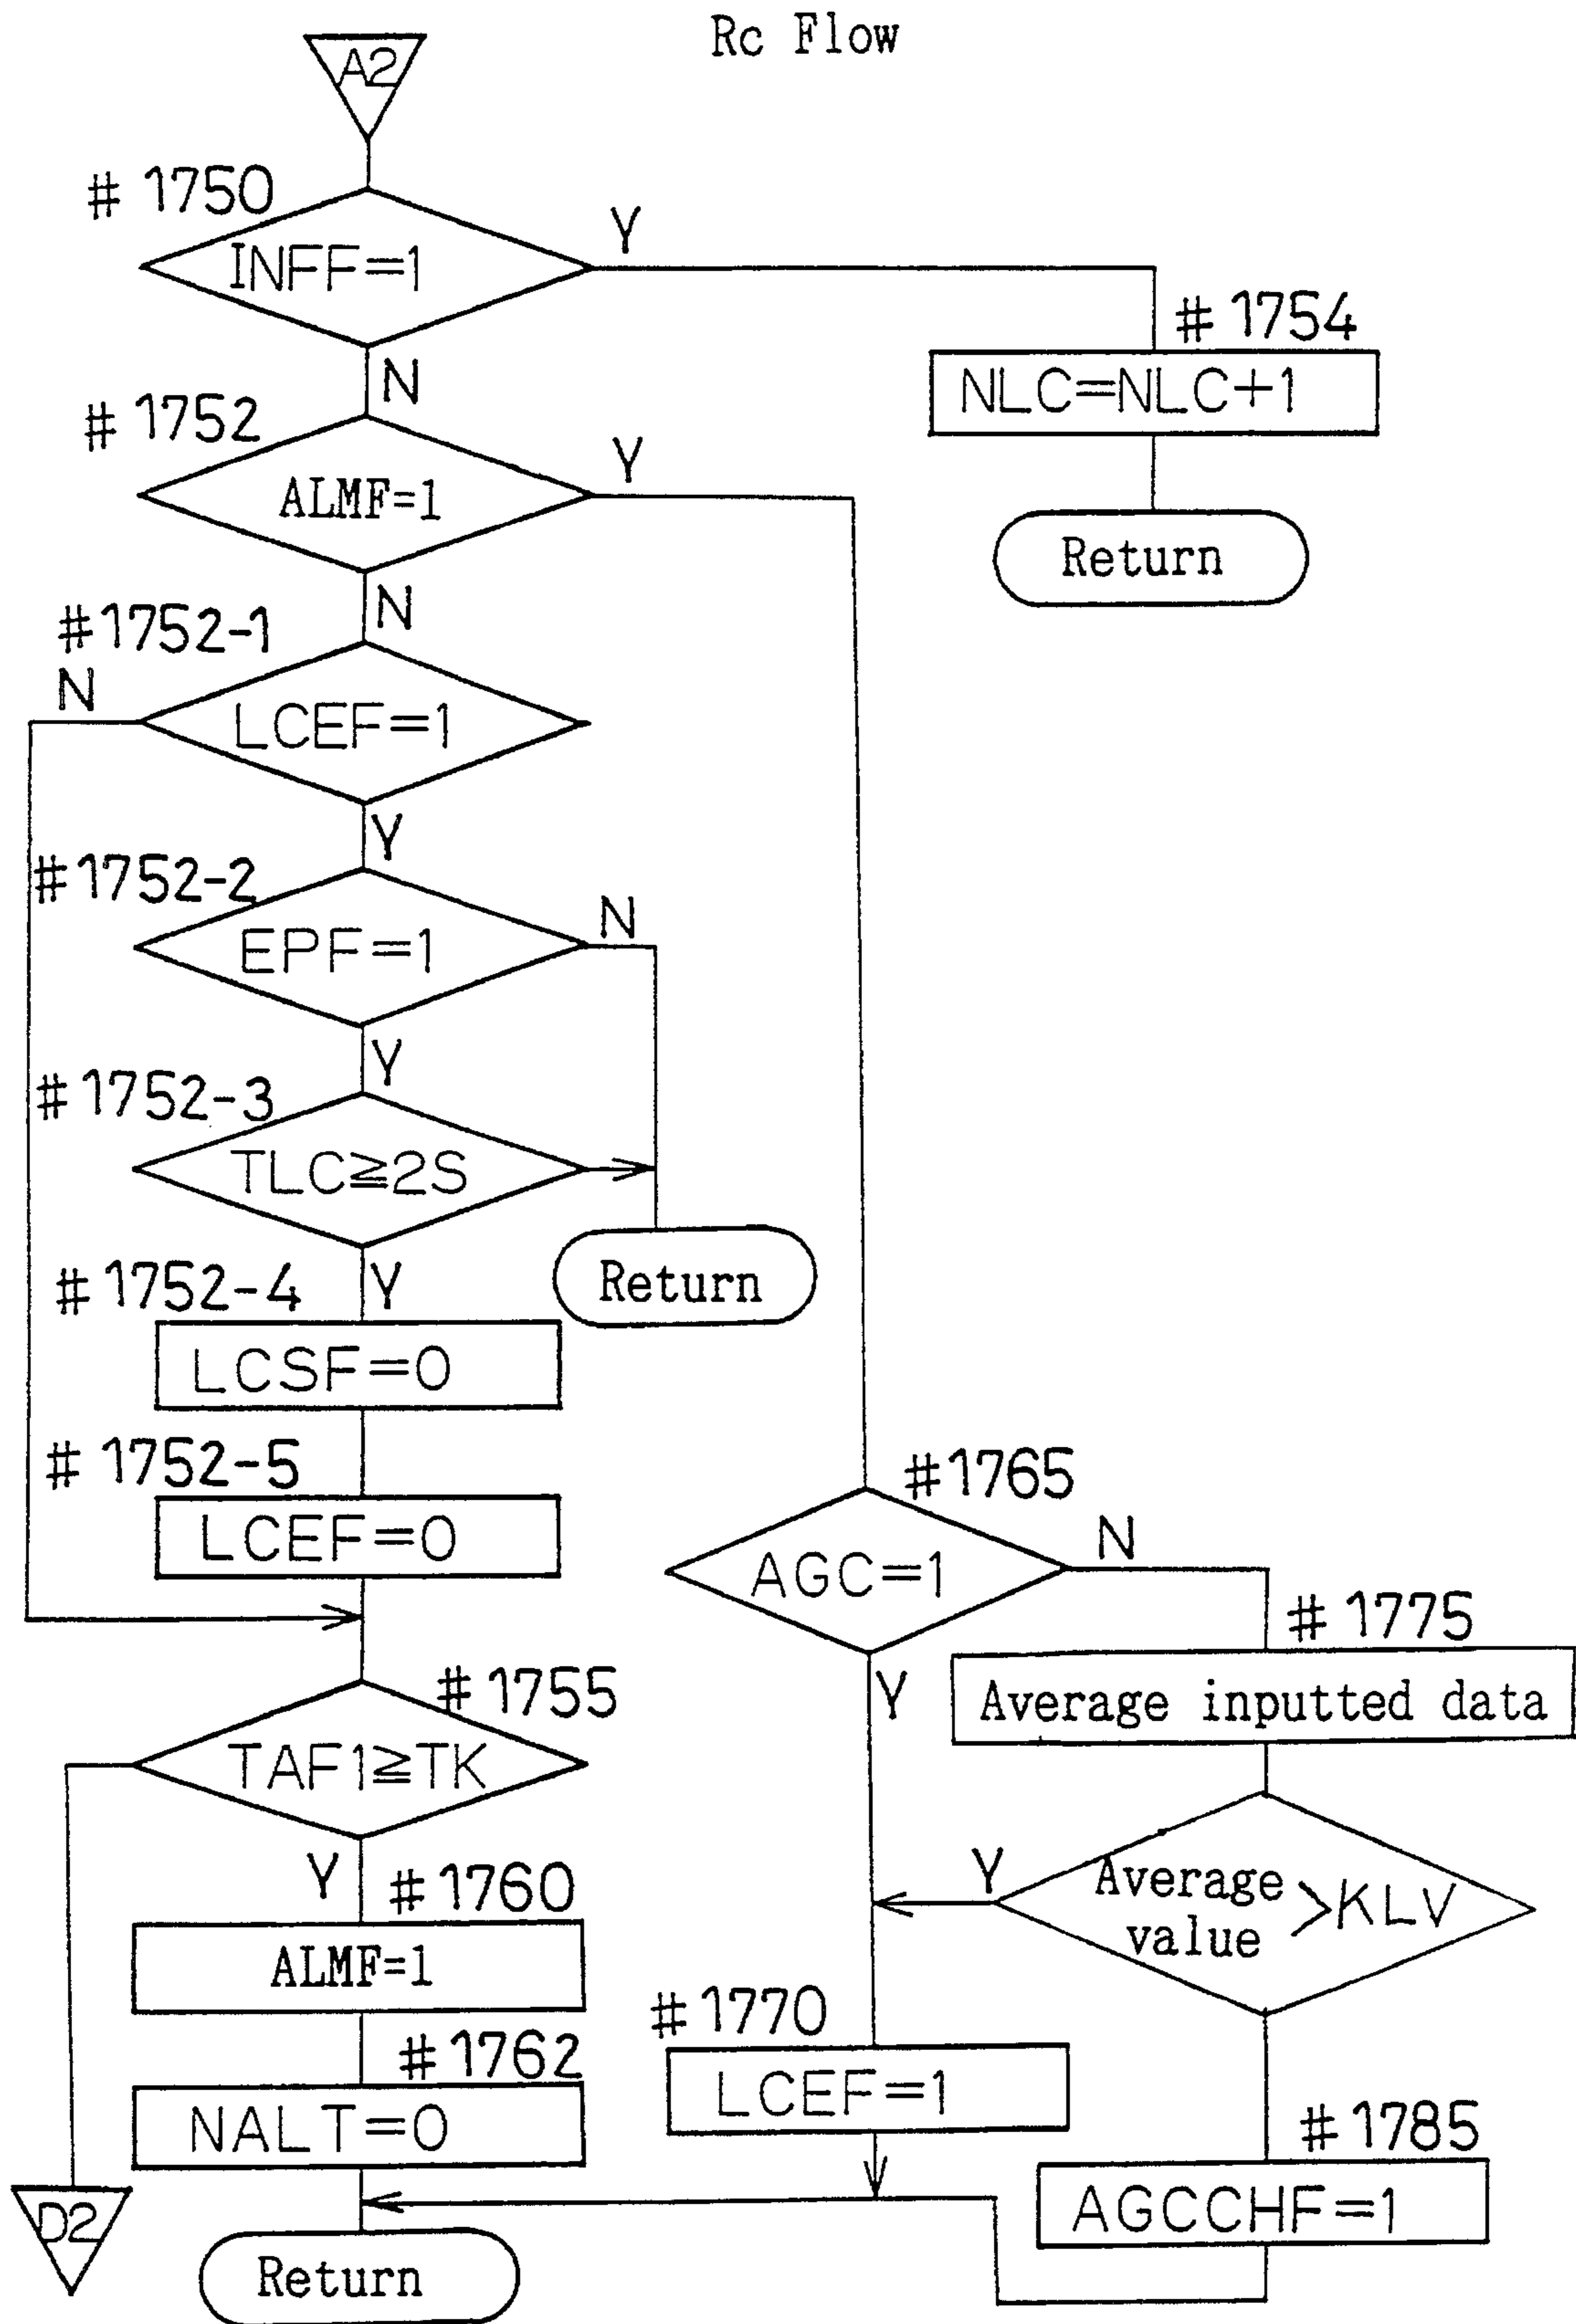 Rc Flow
A2
# 1750
INFF=1
Y
N
# 1754
NLC=NLC+1
Return
# 1752
ALMF=1
Y
N
#1752-1
N
LCEF=1
Y
#1752-2
EPF=1
N
Y
# 1752-3
TLC≧2S
Return
Y
# 1752-4
LCSF=0
# 1752-5
LCEF=0
#1765
AGC=1
N
Y
# 1775
Average inputted data
# 1755
TAF1≧TK
Y
Average value >KLV
Y
#1760
ALMF=1
#1762
NALT=0
# 1770
LCEF=1
# 1785
AGCCHF=1
D2
Return